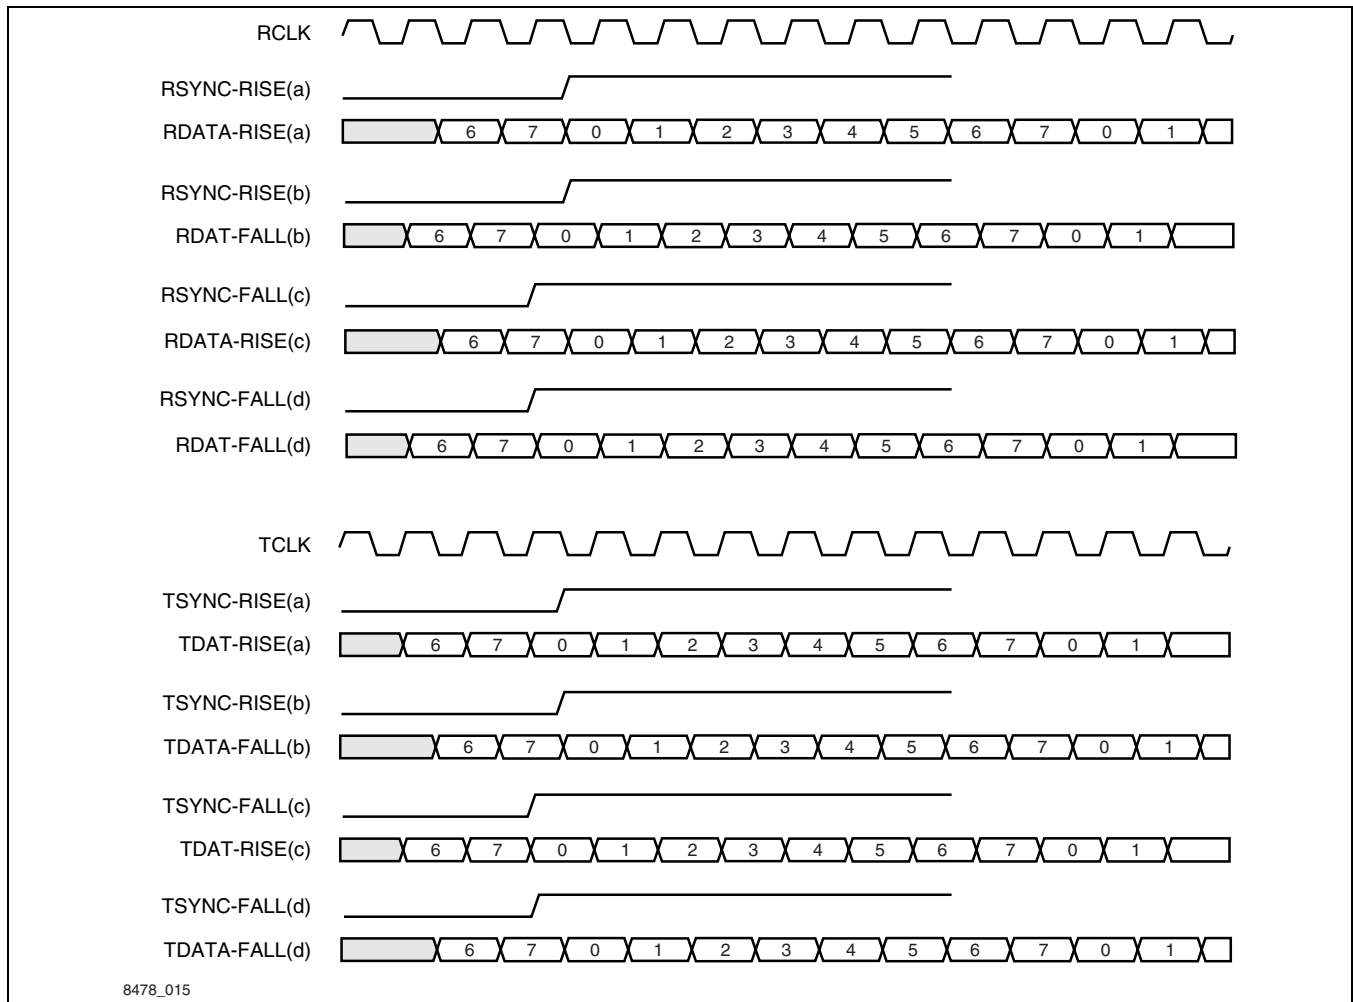 RCLK
RSYNC-RISE(a)
RDATA-RISE(a) 6 7 0 1 2 3 4 5 6 7 0 1
RSYNC-RISE(b)
RDAT-FALL(b) 6 7 0 1 2 3 4 5 6 7 0 1
RSYNC-FALL(c)
RDATA-RISE(c) 6 7 0 1 2 3 4 5 6 7 0 1
RSYNC-FALL(d)
RDAT-FALL(d) 6 7 0 1 2 3 4 5 6 7 0 1
TCLK
TSYNC-RISE(a)
TDAT-RISE(a) 6 7 0 1 2 3 4 5 6 7 0 1
TSYNC-RISE(b)
TDATA-FALL(b) 6 7 0 1 2 3 4 5 6 7 0 1
TSYNC-FALL(c)
TDAT-RISE(c) 6 7 0 1 2 3 4 5 6 7 0 1
TSYNC-FALL(d)
TDATA-FALL(d) 6 7 0 1 2 3 4 5 6 7 0 1
8478_015